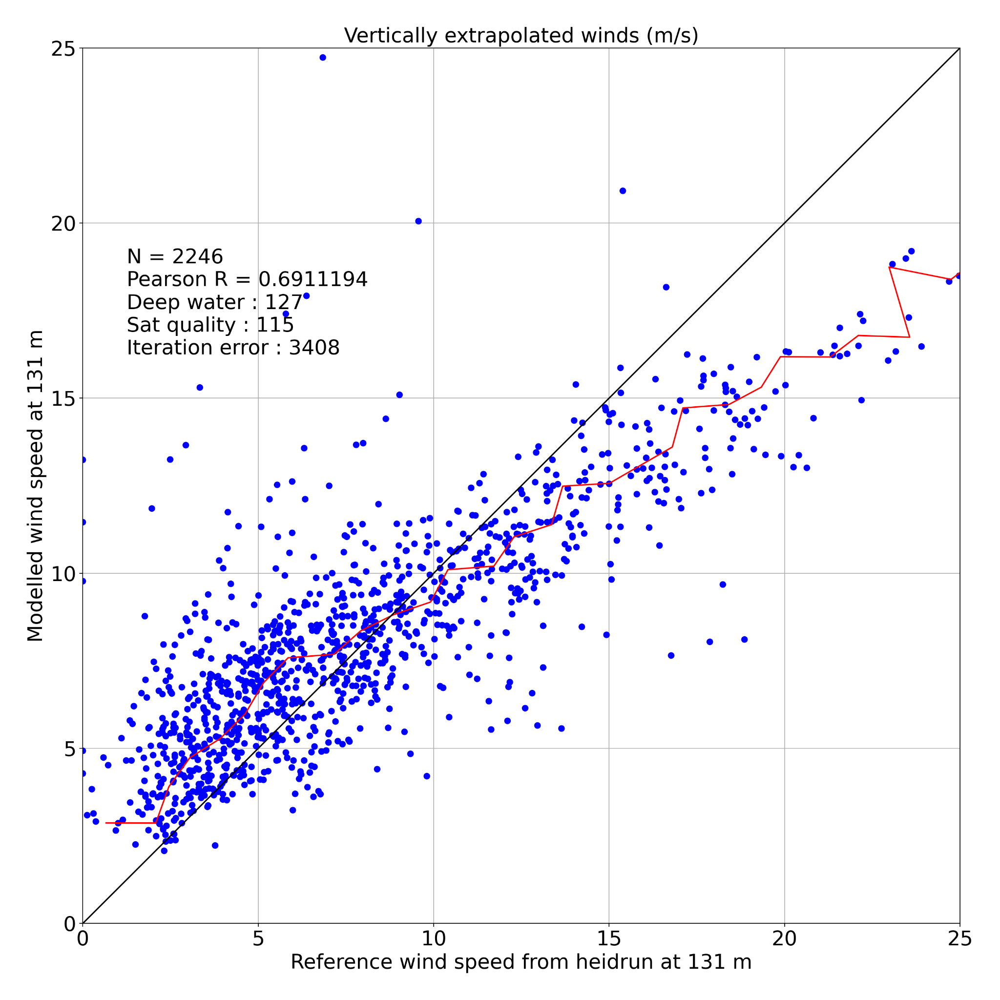 Vertically extrapolated winds (m/s)
25
20
15
10
5
0
Modelled wind speed at 131 m
N = 2246
Pearson R = 0.6911194
Deep water : 127
Sat quality : 115
Iteration error : 3408
0 5 10 15 20 25
Reference wind speed from heidrun at 131 m